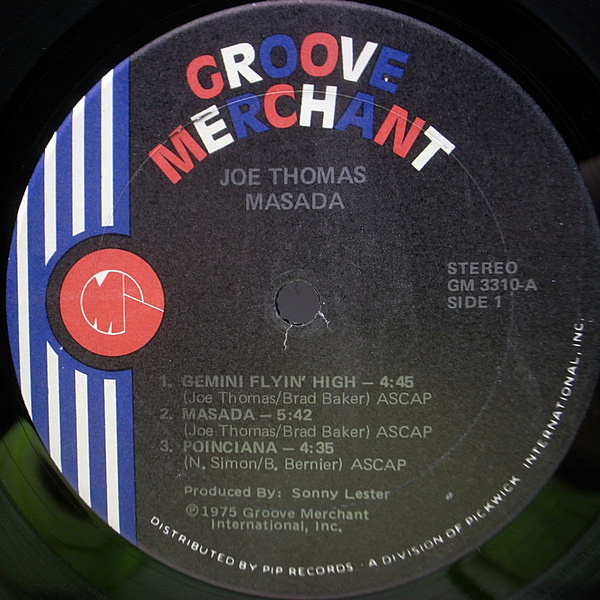 GROOVE
MERCHANT
JOE THOMAS
MASADA
STEREO
GM 3310-A
SIDE 1
1. GEMINI FLYIN' HIGH – 4:45
(Joe Thomas/Brad Baker) ASCAP
2. MASADA – 5:42
(Joe Thomas/Brad Baker) ASCAP
3. POINCIANA – 4:35
(N. Simon/B. Bernier) ASCAP
Produced By: Sonny Lester
℗1975 Groove Merchant
International, Inc.
DISTRIBUTED BY PIP RECORDS · A DIVISION OF PICKWICK INTERNATIONAL, INC.